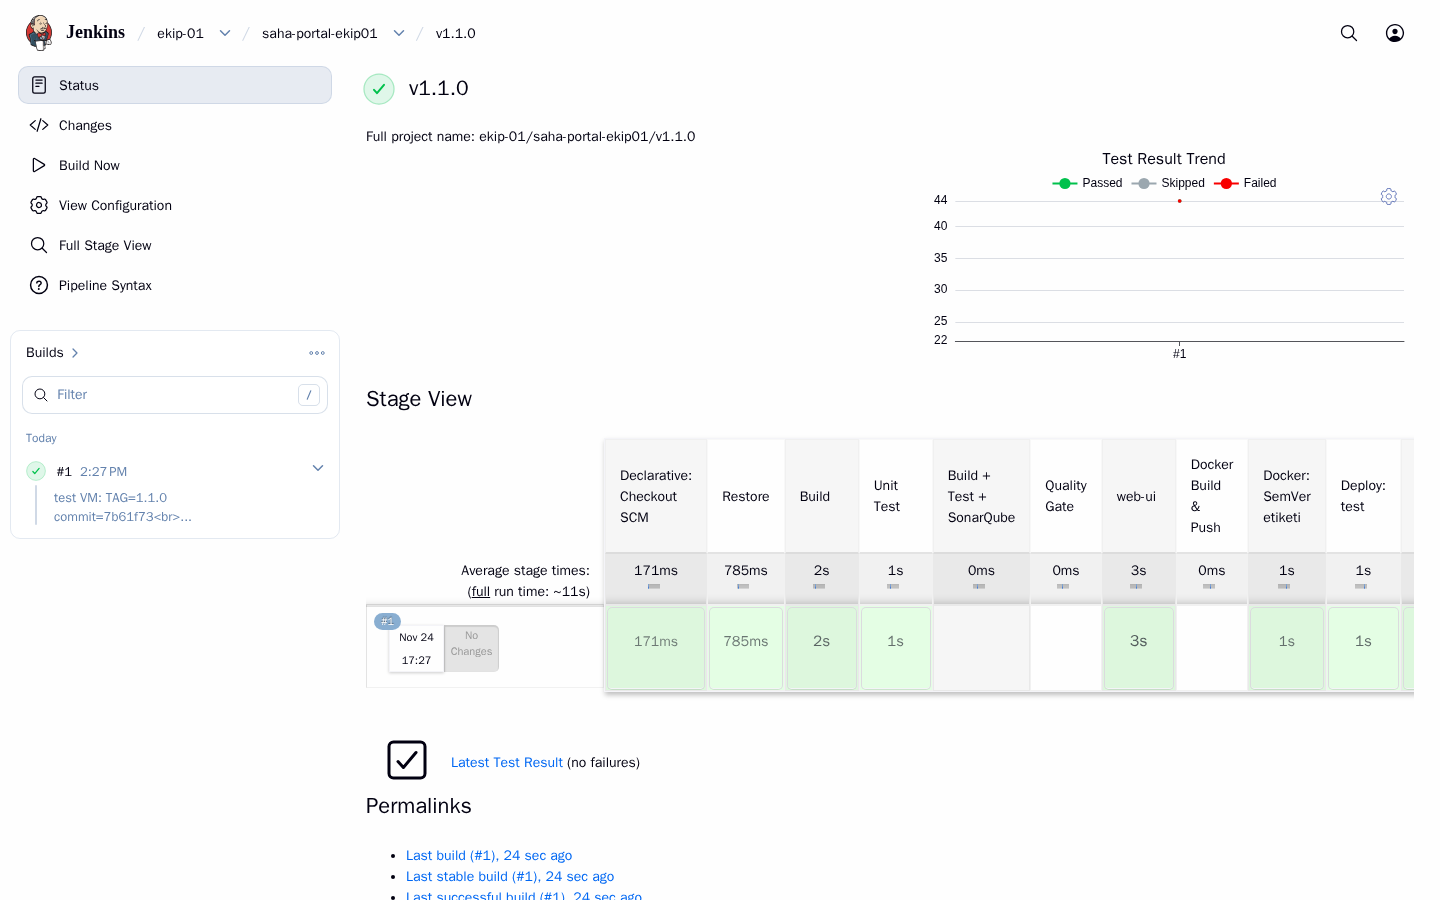 Jenkins / ekip-01 / saha-portal-ekip01 / v1.1.0
Status
Changes
Build Now
View Configuration
Full Stage View
Pipeline Syntax
Builds
Filter
/
Today
#1 2:27 PM
test VM: TAG=1.1.0
commit=7b61f73<br>...
v1.1.0
Full project name: ekip-01/saha-portal-ekip01/v1.1.0
Test Result Trend
Passed Skipped Failed
44
40
35
30
25
22
#1
Stage View
Declarative:
Checkout
SCM
Restore
Build
Unit
Test
Build +
Test +
SonarQube
Quality
Gate
web-ui
Docker
Build
&
Push
Docker:
SemVer
etiketi
Deploy:
test
Average stage times:
(full run time: ~11s)
171ms 785ms 2s 1s 0ms 0ms 3s 0ms 1s 1s
#1
Nov 24
17:27
No
Changes
171ms 785ms 2s 1s 3s 1s 1s
Latest Test Result (no failures)
Permalinks
Last build (#1), 24 sec ago
Last stable build (#1), 24 sec ago
Last successful build (#1), 24 sec ago